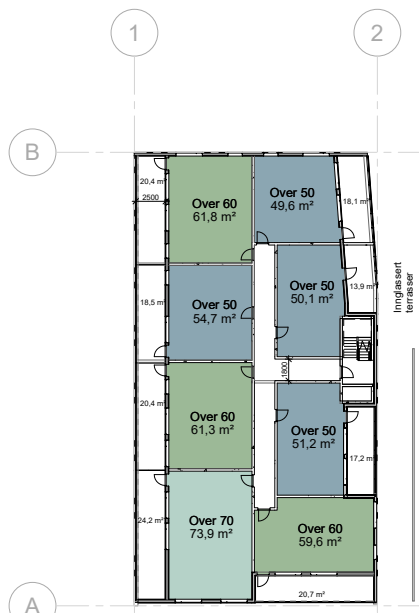 1
2
B
20,4 m²
2500
Over 60
61,8 m²
Over 50
49,6 m²
18,1 m²
18,5 m²
Over 50
54,7 m²
Over 50
50,1 m²
13,9 m²
Innglassert
terrasser
1800
20,4 m²
Over 60
61,3 m²
Over 50
51,2 m²
17,2 m²
24,2 m²
Over 70
73,9 m²
Over 60
59,6 m²
20,7 m²
A